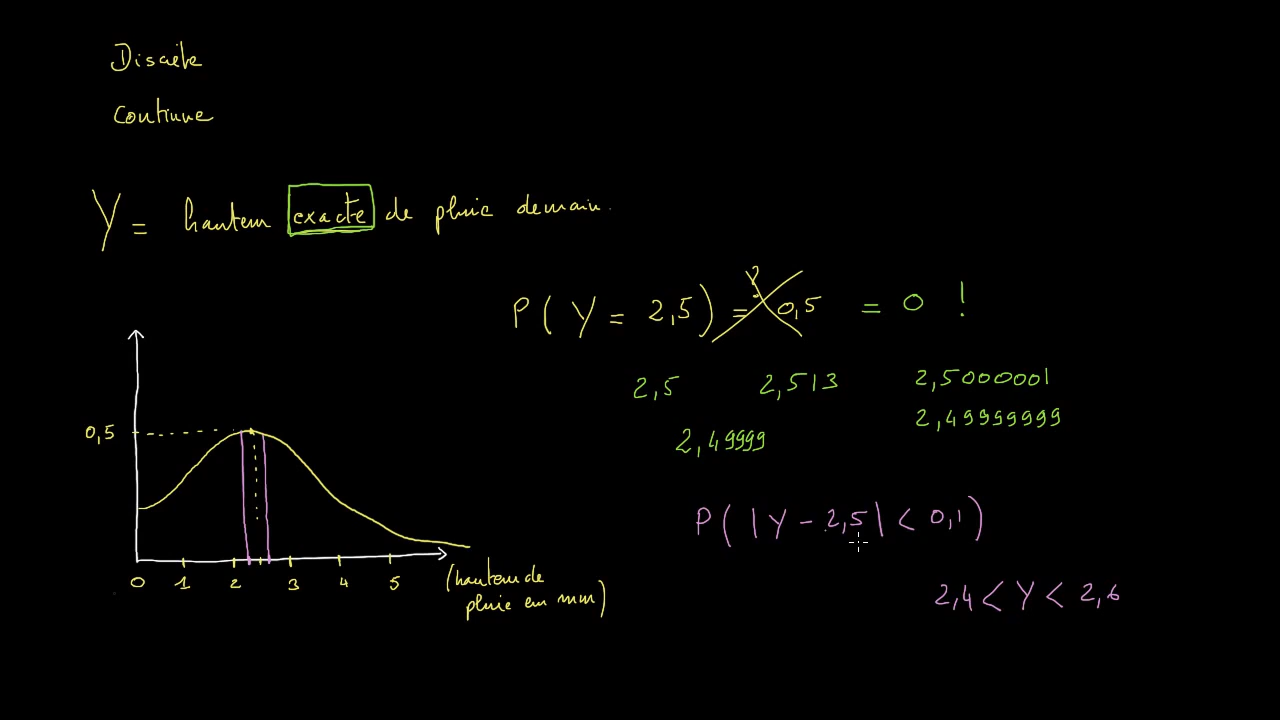 Discrète
Continue
Y = hauteur exacte de pluie demain.
P( Y = 2,5 ) = 0,5 = 0 !
?
2,5 2,513 2,5000001
2,49999999
2,49999
P( |Y - 2,5| < 0,1 )
2,4 < Y < 2,6
0,5
0 1 2 3 4 5
(hauteur de
pluie en mm)